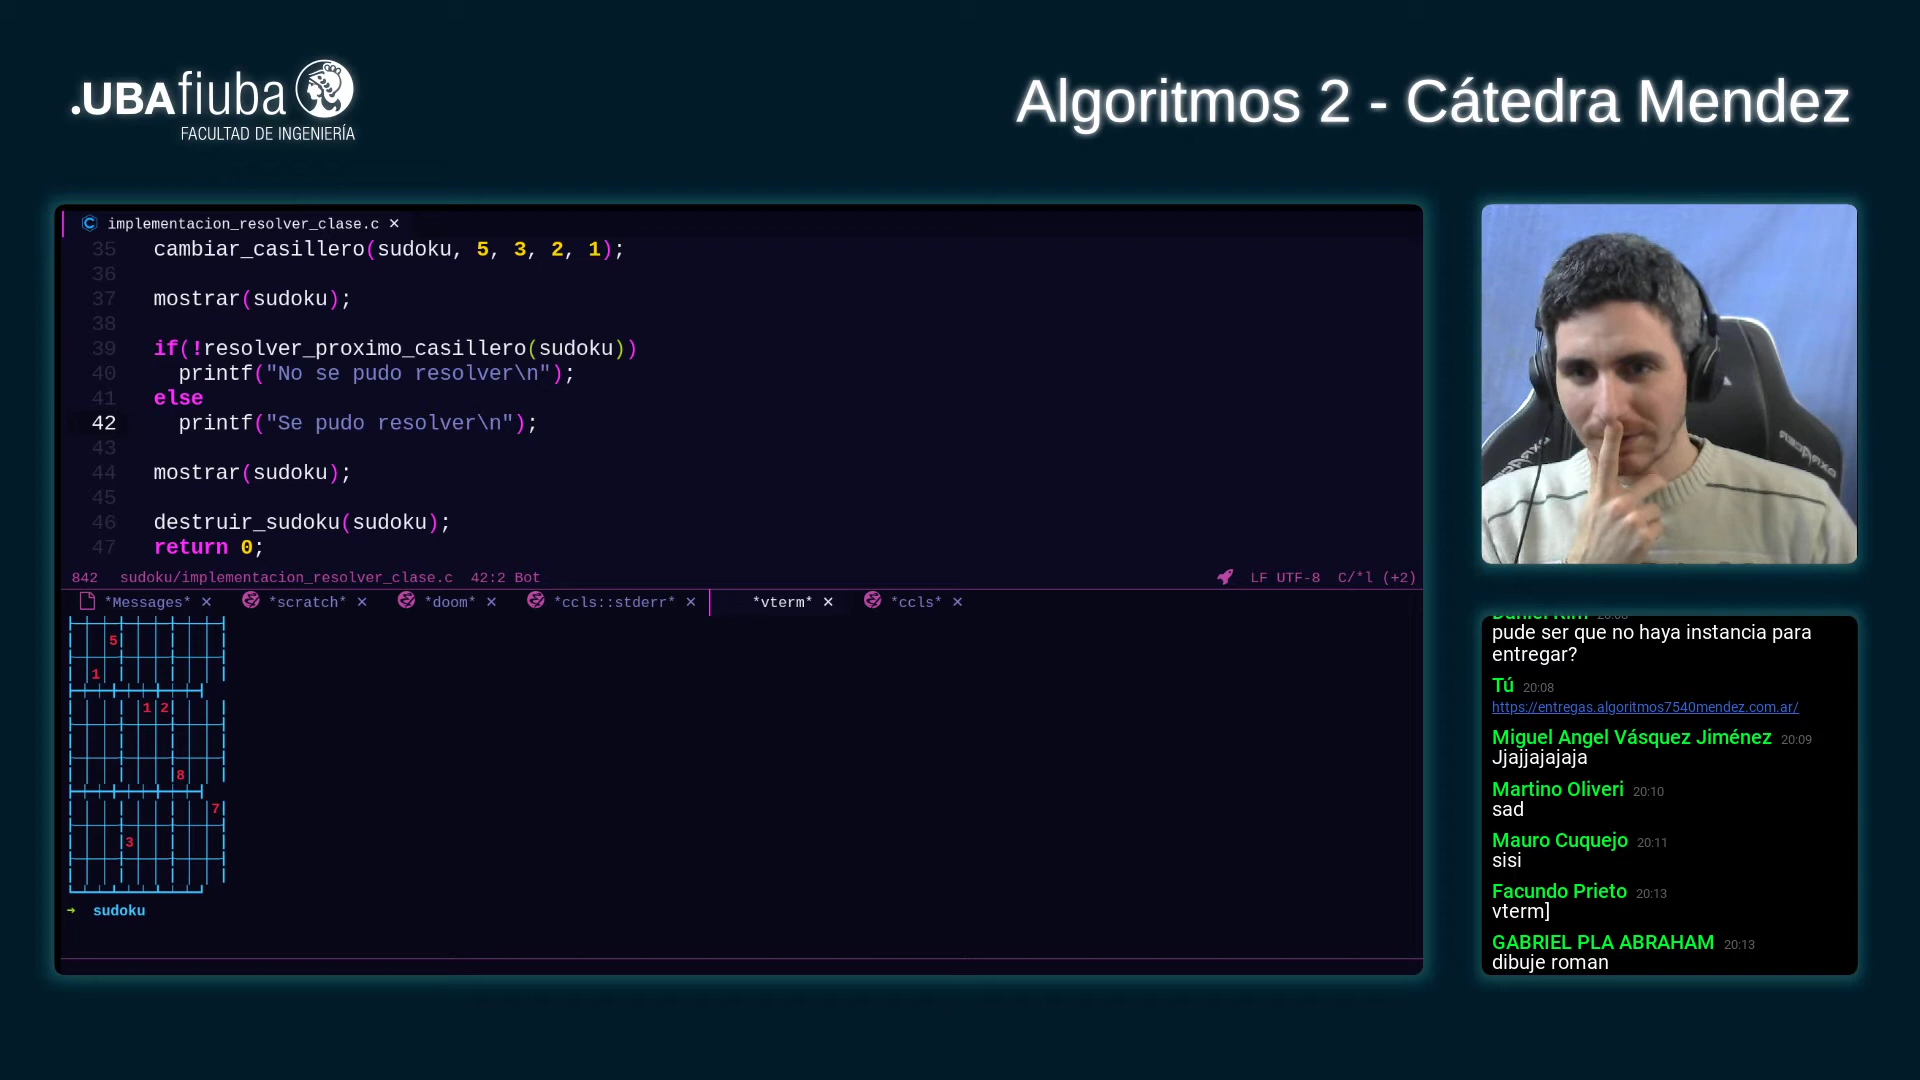 .UBAfiuba
FACULTAD DE INGENIERÍA
Algoritmos 2 - Cátedra Mendez
implementacion_resolver_clase.c ×
35 cambiar_casillero(sudoku, 5, 3, 2, 1);
36
37 mostrar(sudoku);
38
39 if(!resolver_proximo_casillero(sudoku))
40 printf("No se pudo resolver\n");
41 else
42 printf("Se pudo resolver\n");
43
44 mostrar(sudoku);
45
46 destruir_sudoku(sudoku);
47 return 0;
842 sudoku/implementacion_resolver_clase.c 42:2 Bot LF UTF-8 C/*l (+2)
*Messages* × *scratch* × *doom* × *ccls::stderr* × *vterm* × *ccls* ×
5
1
1 2
8
7
3
→ sudoku
Daniel Kim 20:08
pude ser que no haya instancia para
entregar?
Tú 20:08
https://entregas.algoritmos7540mendez.com.ar/
Miguel Angel Vásquez Jiménez 20:09
Jjajjajajaja
Martino Oliveri 20:10
sad
Mauro Cuquejo 20:11
sisi
Facundo Prieto 20:13
vterm]
GABRIEL PLA ABRAHAM 20:13
dibuje roman